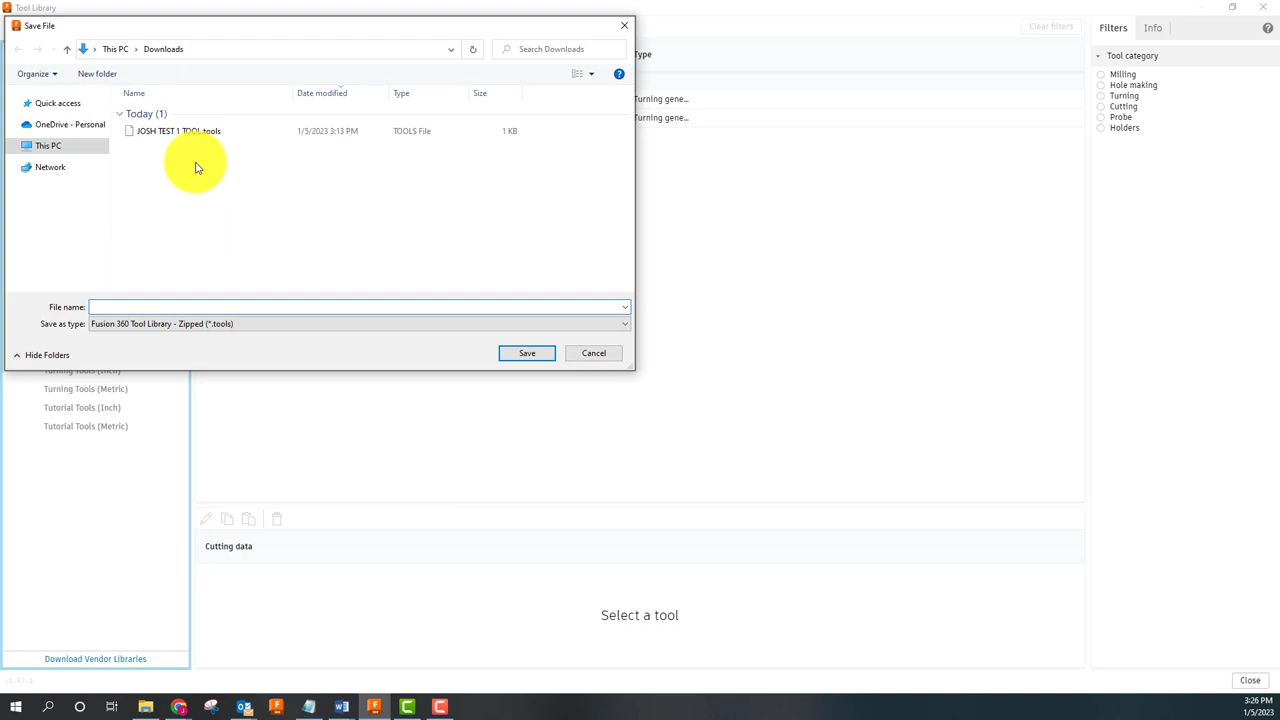 Tool Library
Save File
This PC
Downloads
Search Downloads
Clear filters
Filters
Info
Organize
New folder
Type
Tool category
Name
Date modified
Type
Size
Milling
Hole making
Turning
Cutting
Probe
Holders
Quick access
OneDrive - Personal
This PC
Network
Today (1)
JOSH TEST 1 TOOL.tools
1/5/2023 3:13 PM
TOOLS File
1 KB
Turning gene...
Turning gene...
File name:
Save as type:
Fusion 360 Tool Library - Zipped (*.tools)
Hide Folders
Save
Cancel
Turning Tools (Inch)
Turning Tools (Metric)
Tutorial Tools (Inch)
Tutorial Tools (Metric)
Cutting data
Select a tool
Download Vendor Libraries
Close
3:26 PM
1/5/2023